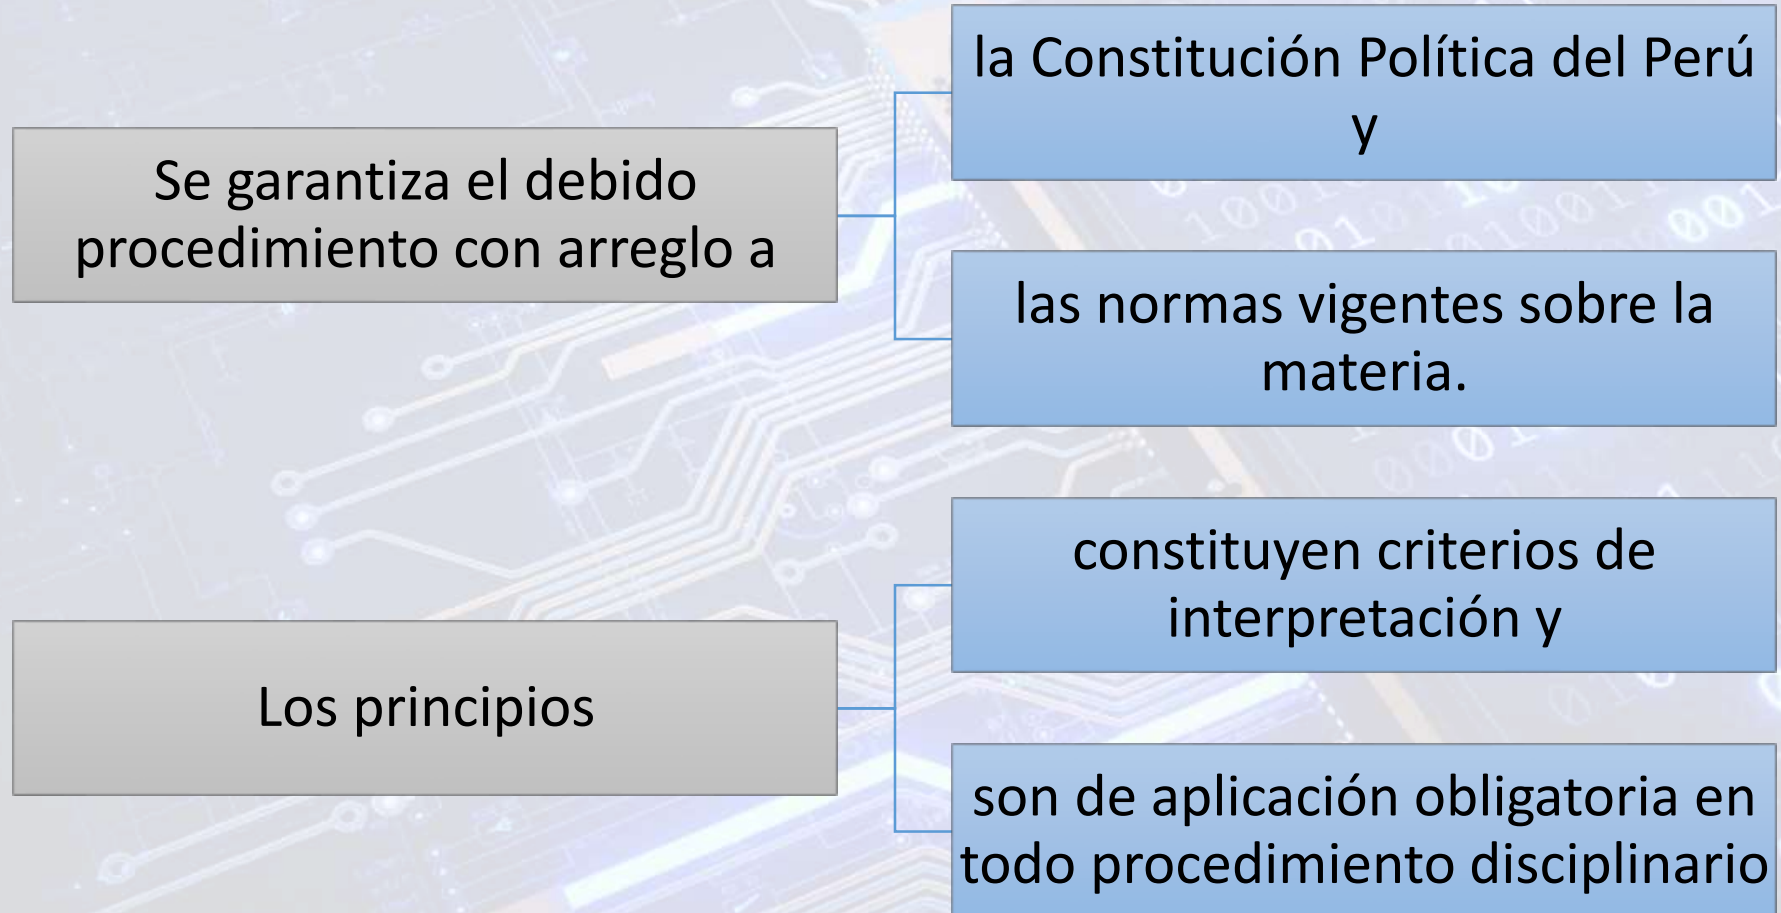 Se garantiza el debido
procedimiento con arreglo a
la Constitución Política del Perú
y
las normas vigentes sobre la
materia.
Los principios
constituyen criterios de
interpretación y
son de aplicación obligatoria en
todo procedimiento disciplinario